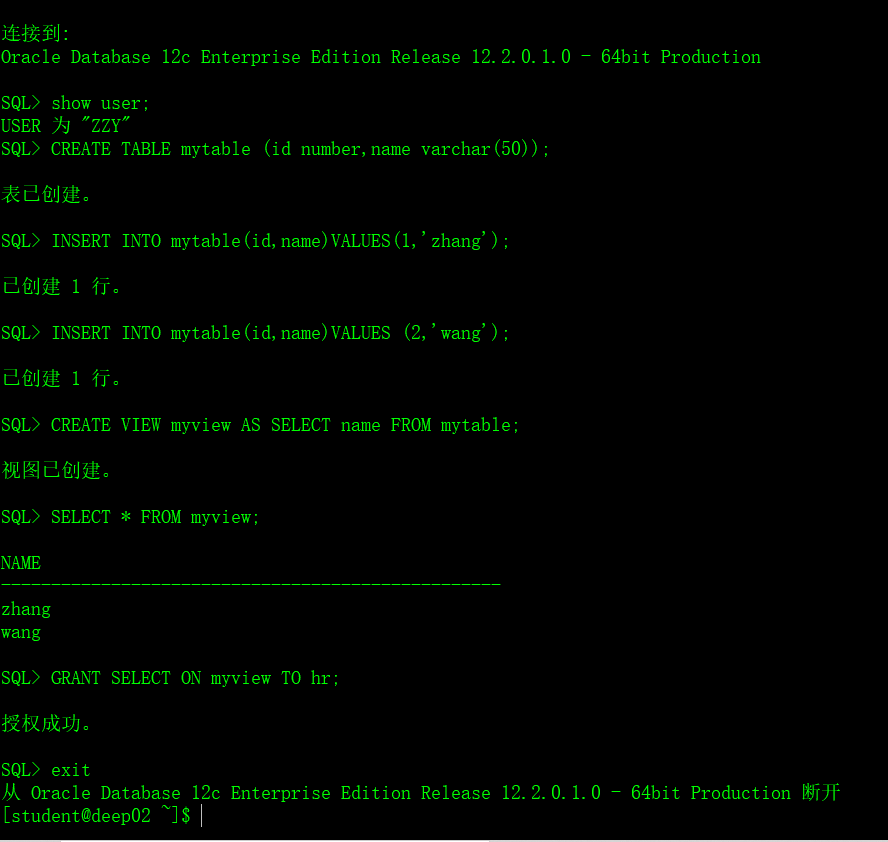 连接到:
Oracle Database 12c Enterprise Edition Release 12.2.0.1.0 - 64bit Production
SQL> show user;
USER 为 "ZZY"
SQL> CREATE TABLE mytable (id number,name varchar(50));
表已创建。
SQL> INSERT INTO mytable(id,name)VALUES(1,'zhang');
已创建 1 行。
SQL> INSERT INTO mytable(id,name)VALUES (2,'wang');
已创建 1 行。
SQL> CREATE VIEW myview AS SELECT name FROM mytable;
视图已创建。
SQL> SELECT * FROM myview;
NAME
--------------------------------------------------
zhang
wang
SQL> GRANT SELECT ON myview TO hr;
授权成功。
SQL> exit
从 Oracle Database 12c Enterprise Edition Release 12.2.0.1.0 - 64bit Production 断开
[student@deep02 ~]$